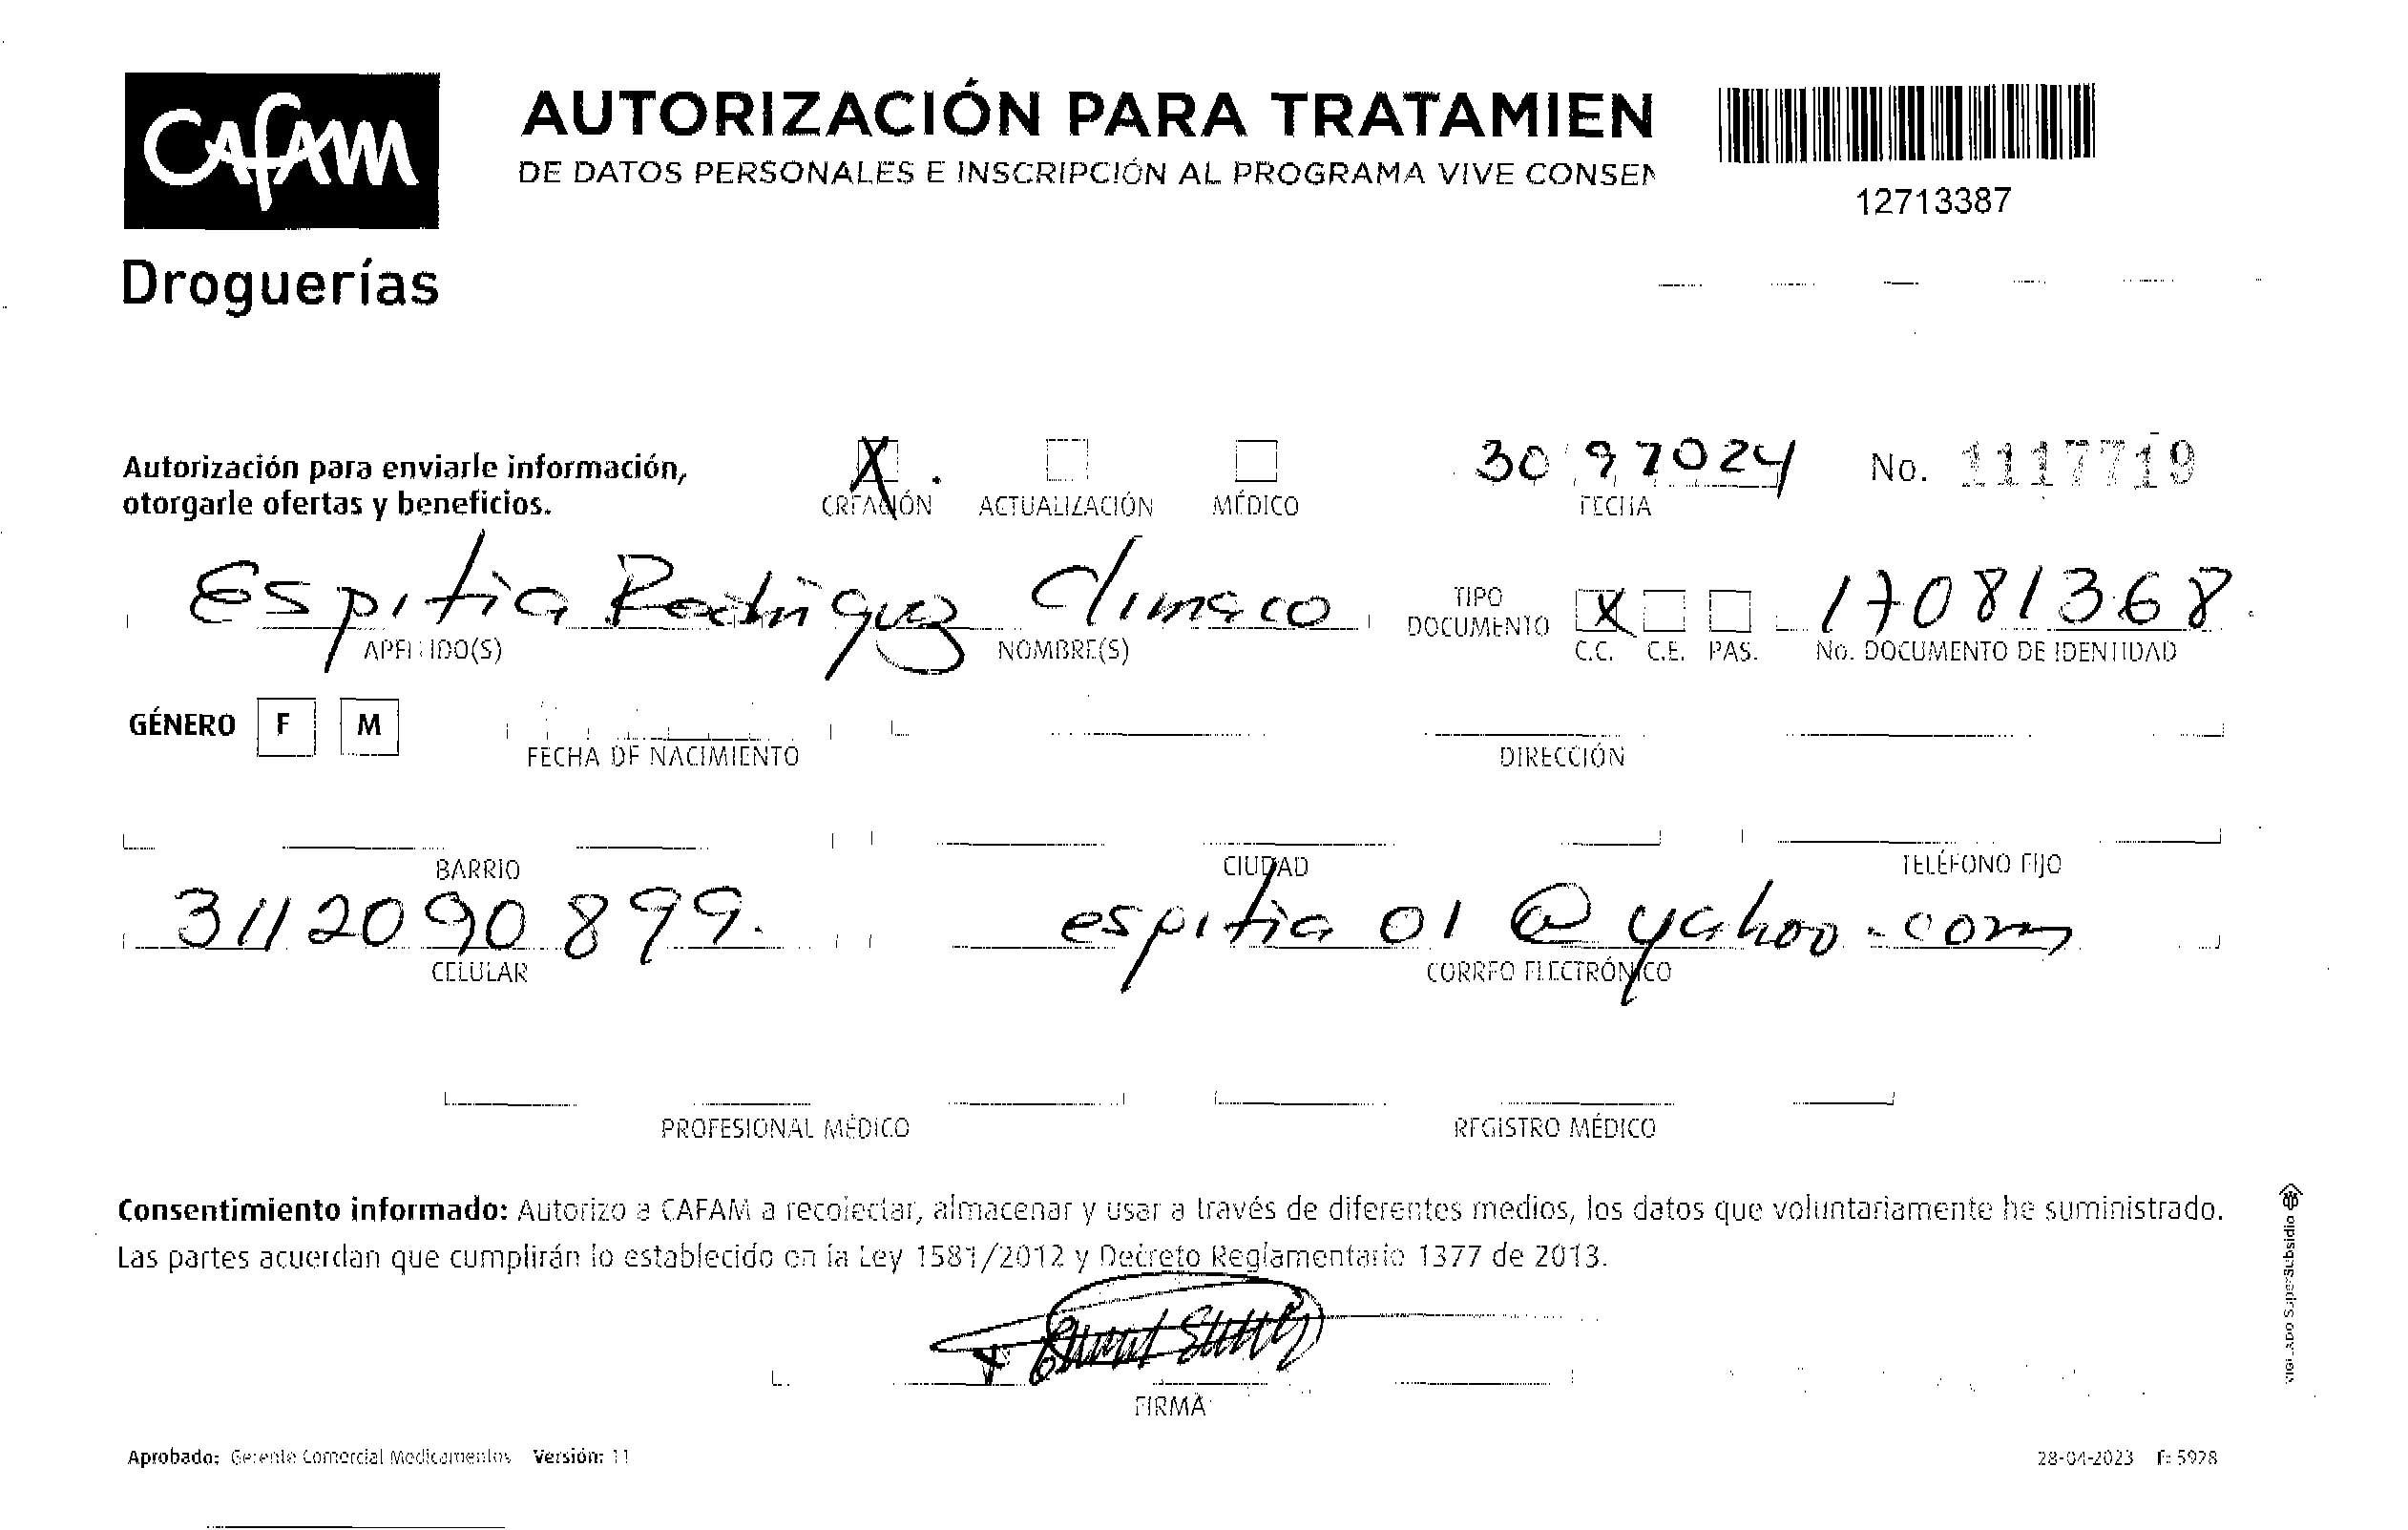 CAFAM
Droguerías
AUTORIZACIÓN PARA TRATAMIEN
DE DATOS PERSONALES E INSCRIPCIÓN AL PROGRAMA VIVE CONSEN
12713387
Autorización para enviarle información,
otorgarle ofertas y beneficios.
X CREACIÓN ACTUALIZACIÓN MÉDICO
30 9 2024 FECHA
No. 1117719
Espitia Rodriguez Climaco
APELLIDO(S) NOMBRE(S)
TIPO DOCUMENTO X C.C. C.E. PAS.
17081368
No. DOCUMENTO DE IDENTIDAD
GÉNERO F M
FECHA DE NACIMIENTO DIRECCIÓN
BARRIO CIUDAD TELÉFONO FIJO
3112090899. espitia 01 @ yahoo.com
CELULAR CORREO ELECTRÓNICO
PROFESIONAL MÉDICO REGISTRO MÉDICO
Consentimiento informado: Autorizo a CAFAM a recolectar, almacenar y usar a través de diferentes medios, los datos que voluntariamente he suministrado.
Las partes acuerdan que cumplirán lo establecido en la Ley 1581/2012 y Decreto Reglamentario 1377 de 2013.
X
FIRMA
Aprobado: Gerente Comercial Medicamentos Versión: 11
28-04-2023 F: 5928
VIGILADO SuperSubsidio